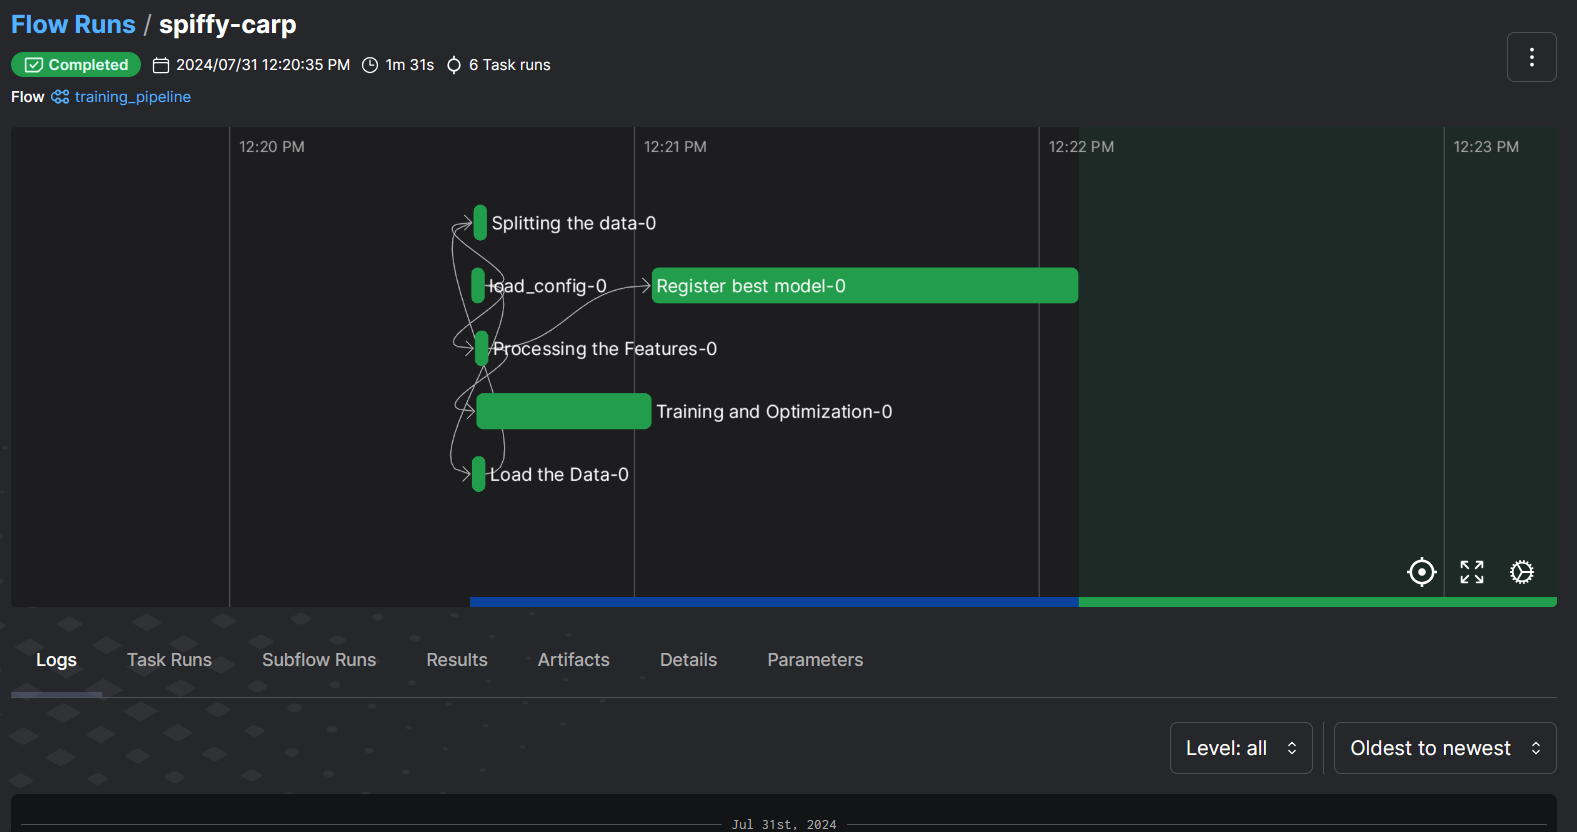 Flow Runs / spiffy-carp
Completed 2024/07/31 12:20:35 PM 1m 31s 6 Task runs
Flow training_pipeline
12:20 PM 12:21 PM 12:22 PM 12:23 PM
Splitting the data-0
load_config-0 Register best model-0
Processing the Features-0
Training and Optimization-0
Load the Data-0
Logs Task Runs Subflow Runs Results Artifacts Details Parameters
Level: all Oldest to newest
Jul 31st, 2024